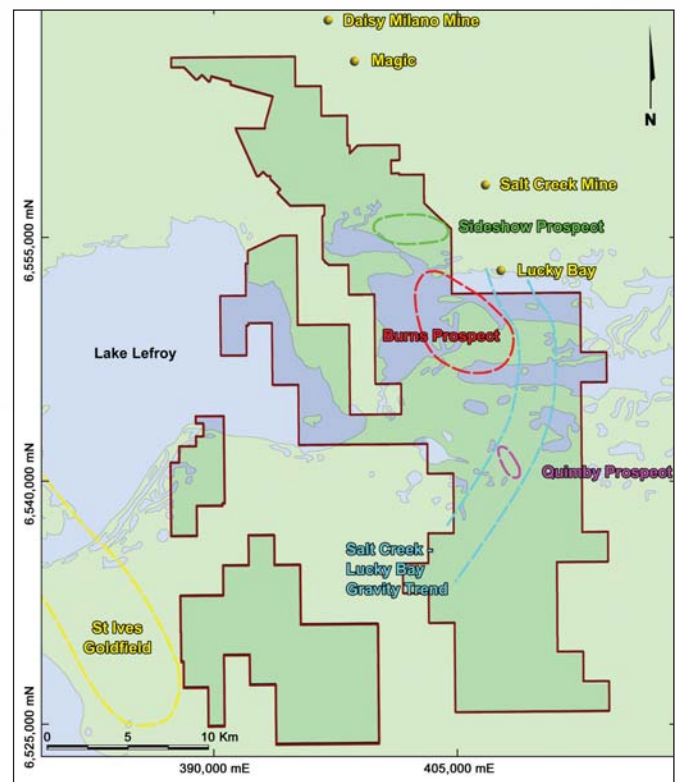 Daisy Milano Mine
Magic
N
Salt Creek Mine
Sideshow Prospect
6,555,000 mN
Lucky Bay
Burns Prospect
Lake Lefroy
Quimby Prospect
6,540,000 mN
Salt Creek -
Lucky Bay
Gravity Trend
St Ives
Goldfield
6,525,000 mN
0 5 10 Km
390,000 mE
405,000 mE